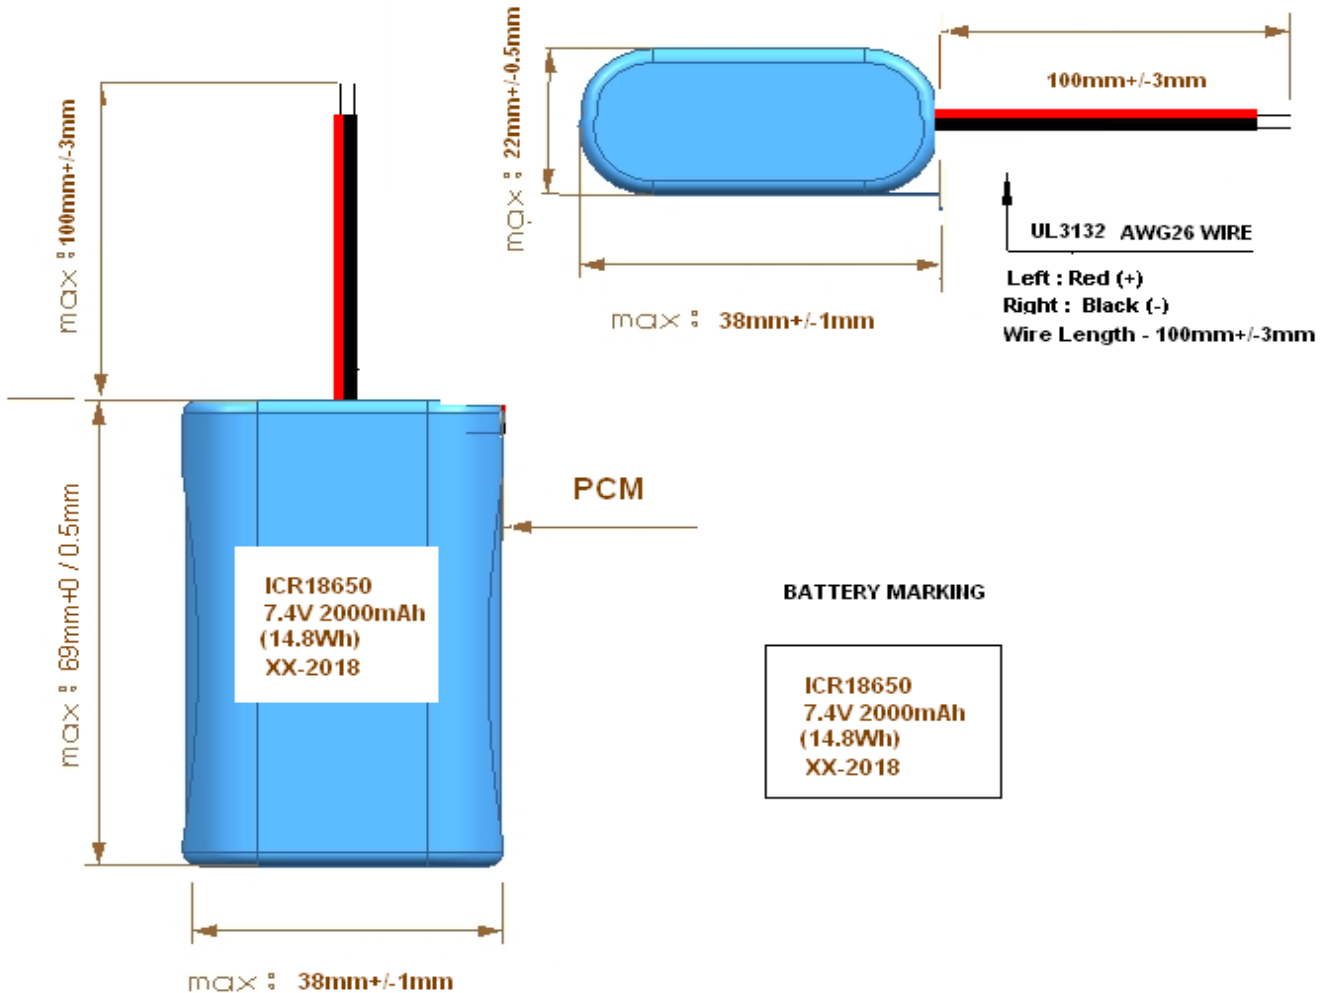 max : 22mm+/-0.5mm
100mm+/-3mm
max : 100mm+/-3mm
UL3132 AWG26 WIRE
Left : Red (+)
Right : Black (-)
Wire Length - 100mm+/-3mm
max : 38mm+/-1mm
PCM
max : 69mm+0 / 0.5mm
ICR18650
7.4V 2000mAh
(14.8Wh)
XX-2018
BATTERY MARKING
ICR18650
7.4V 2000mAh
(14.8Wh)
XX-2018
max : 38mm+/-1mm